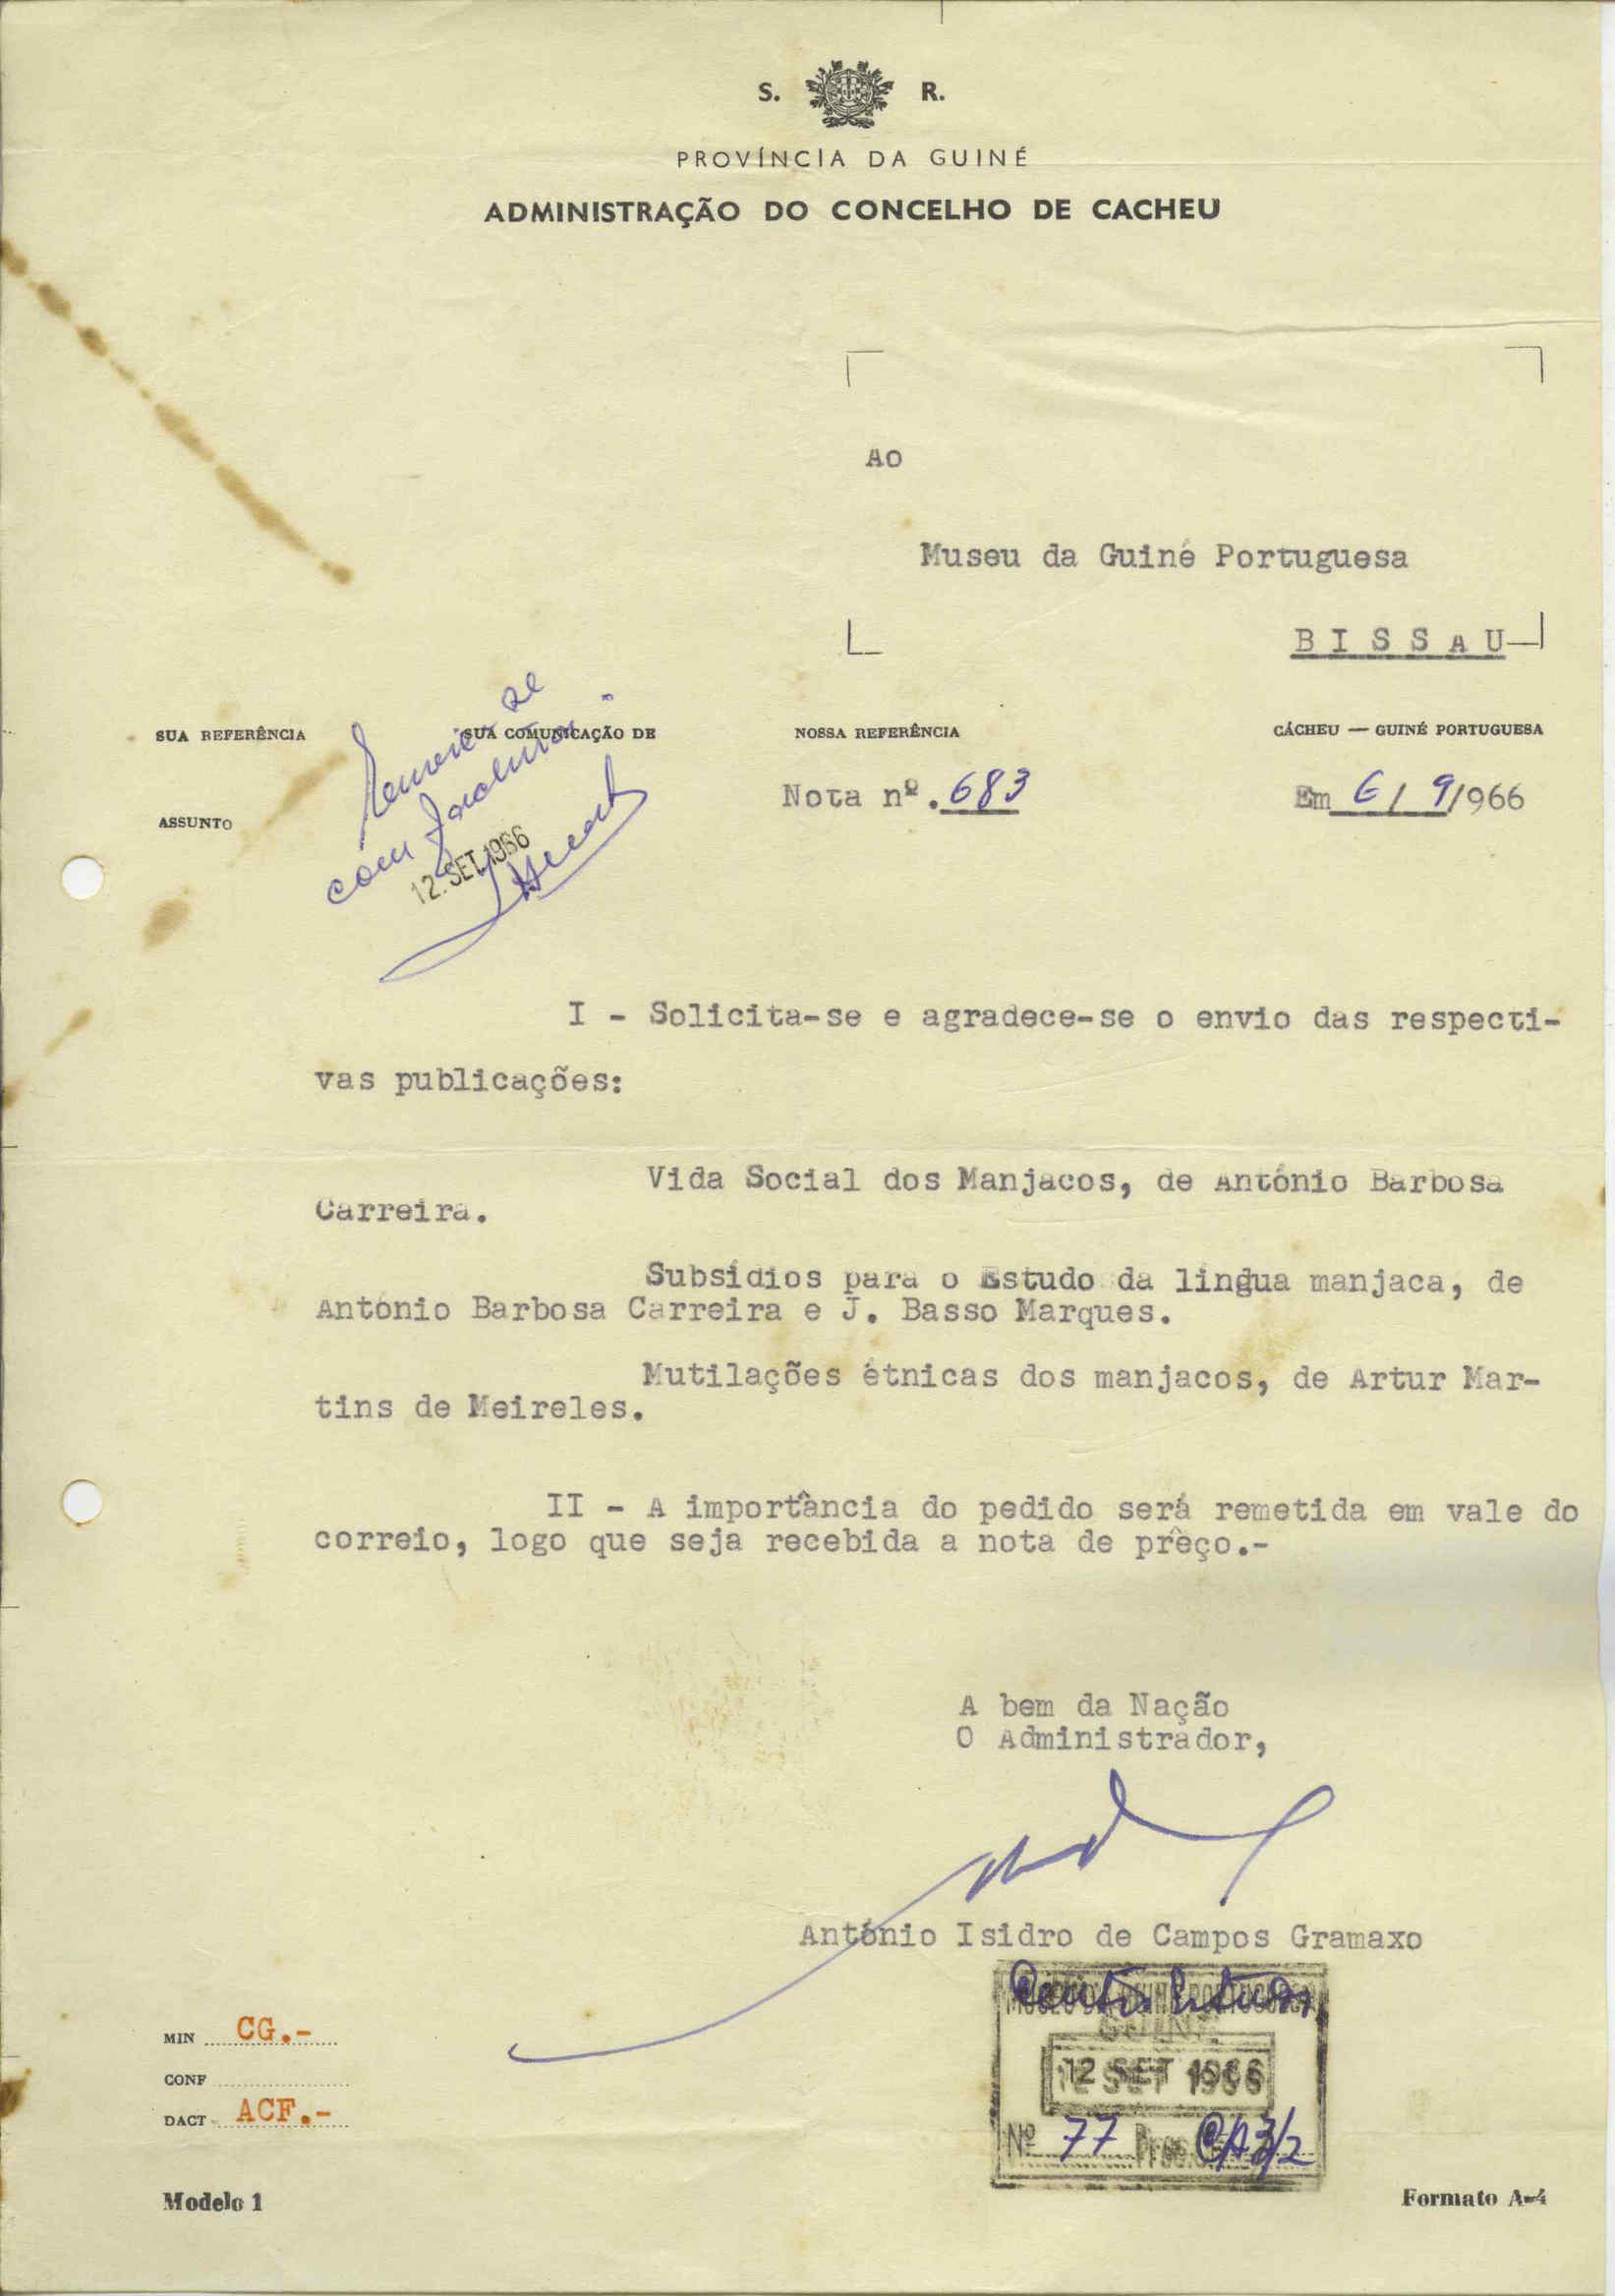 S. R.
PROVÍNCIA DA GUINÉ
ADMINISTRAÇÃO DO CONCELHO DE CACHEU
Ao
Museu da Guiné Portuguesa
BISSAU
SUA REFERÊNCIA
SUA COMUNICAÇÃO DE
NOSSA REFERÊNCIA
CÁCHEU — GUINÉ PORTUGUESA
se
com
12. SET. 1966
Nota nº. 683
Em 6/9/966
ASSUNTO
I - Solicita-se e agradece-se o envio das respecti-
vas publicações:
Vida Social dos Manjacos, de António Barbosa
Carreira.
Subsídios para o Estudo da língua manjaca, de
António Barbosa Carreira e J. Basso Marques.
Mutilações étnicas dos manjacos, de Artur Mar-
tins de Meireles.
II - A importância do pedido será remetida em vale do
correio, logo que seja recebida a nota de prêço.-
A bem da Nação
O Administrador,
António Isidro de Campos Gramaxo
MIN CG.-
CONF
DACT ACF.-
12 SET 1966
Nº 77 Proc.
Modelo 1
Formato A-4